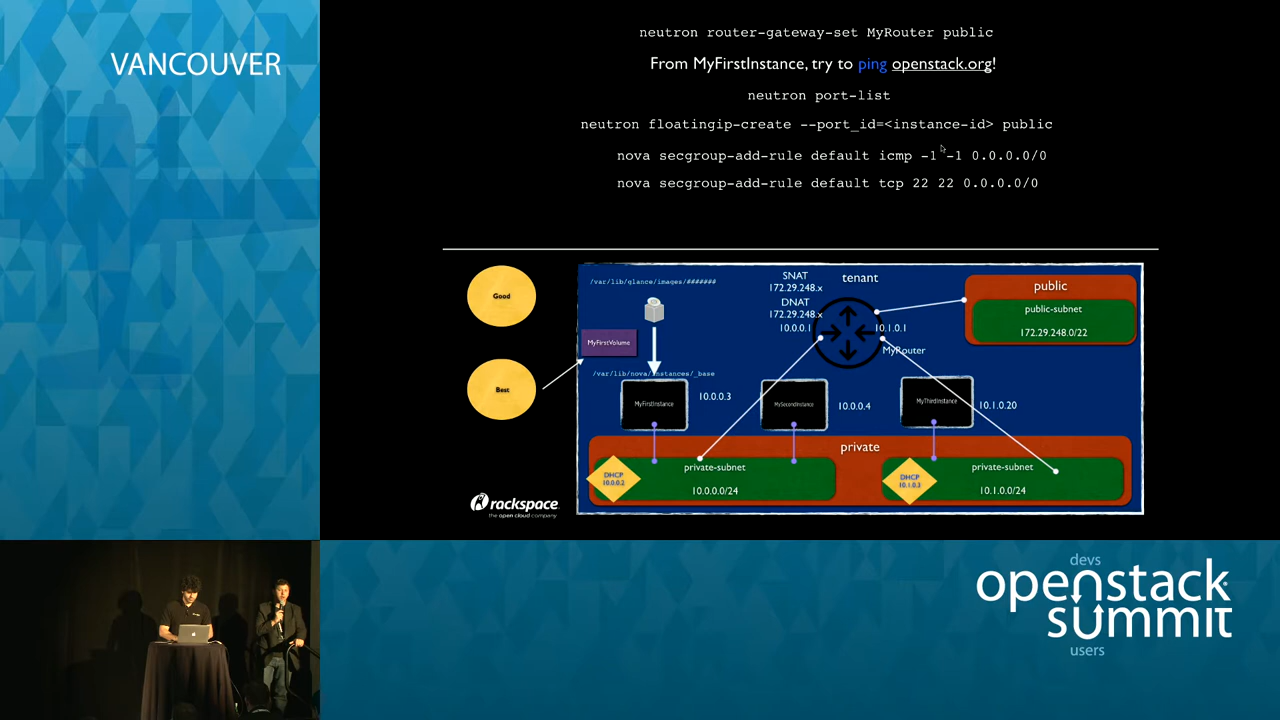 VANCOUVER
neutron router-gateway-set MyRouter public
From MyFirstInstance, try to ping openstack.org!
neutron port-list
neutron floatingip-create --port_id=<instance-id> public
nova secgroup-add-rule default icmp -1 -1 0.0.0.0/0
nova secgroup-add-rule default tcp 22 22 0.0.0.0/0
Good
Best
/var/lib/glance/images/#######
SNAT
172.29.248.x
DNAT
172.29.248.x
tenant
public
public-subnet
172.29.248.0/22
10.0.0.1
10.1.0.1
MyRouter
MyFirstVolume
/var/lib/nova/instances/_base
MyFirstInstance
10.0.0.3
MySecondInstance
10.0.0.4
MyThirdInstance
10.1.0.20
private
DHCP
10.0.0.2
private-subnet
10.0.0.0/24
DHCP
10.1.0.3
private-subnet
10.1.0.0/24
rackspace
the open cloud company
devs
openstack
summit
users